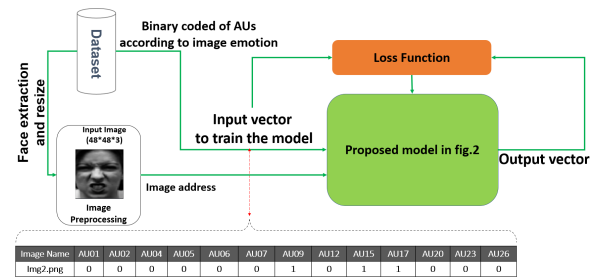 Dataset
Binary coded of AUs
according to image emotion
Loss Function
Face extraction
and resize
Input vector
to train the model
Input Image
(48*48*3)
Proposed model in fig.2
Output vector
Image address
Image
Preprocessing
Image Name AU01 AU02 AU04 AU05 AU06 AU07 AU09 AU12 AU15 AU17 AU20 AU23 AU26
Img2.png 0 0 0 0 0 0 1 0 1 1 0 0 0